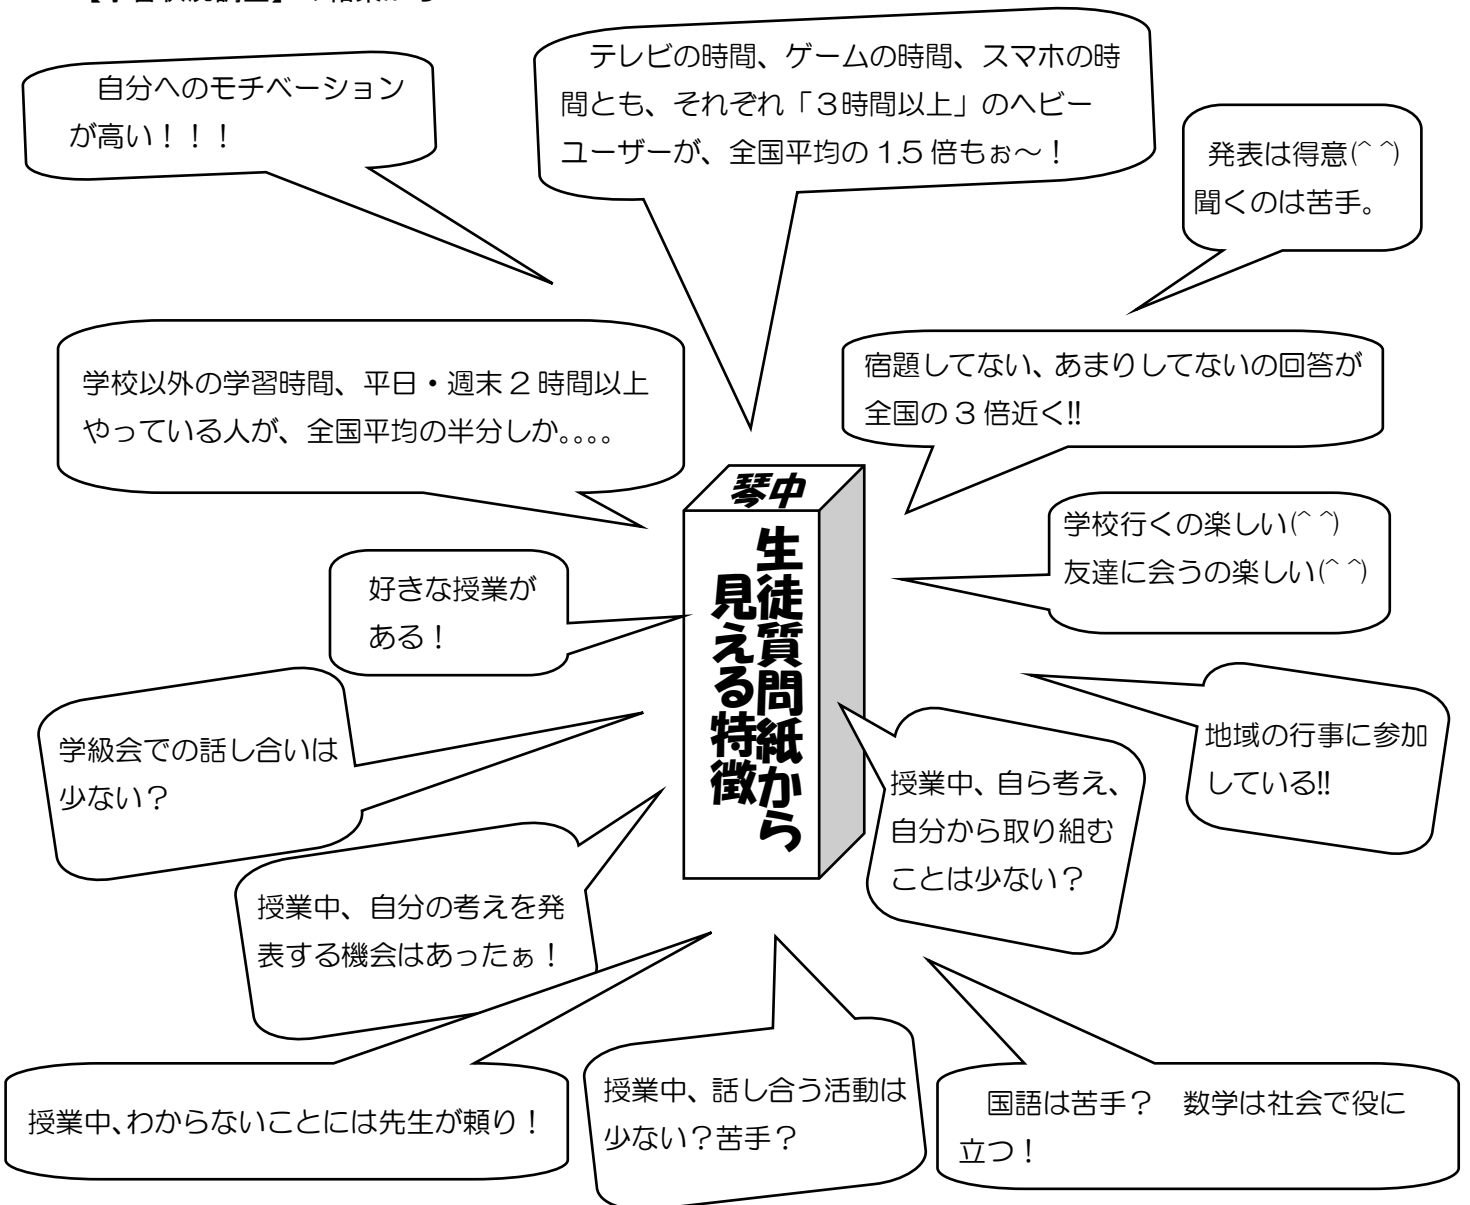 自分へのモチベーション
が高い！！！
テレビの時間、ゲームの時間、スマホの時
間とも、それぞれ「３時間以上」のヘビー
ユーザーが、全国平均の 1.5 倍もぉ～！
発表は得意(^ ^)
聞くのは苦手。
学校以外の学習時間、平日・週末２時間以上
やっている人が、全国平均の半分しか。。。。
宿題してない、あまりしてないの回答が
全国の３倍近く!!
琴中
生徒質問紙から
見える特徴
学校行くの楽しい(^ ^)
友達に会うの楽しい(^ ^)
好きな授業が
ある！
学級会での話し合いは
少ない？
地域の行事に参加
している!!
授業中、自ら考え、
自分から取り組む
ことは少ない？
授業中、自分の考えを発
表する機会はあったぁ！
授業中、わからないことには先生が頼り！
授業中、話し合う活動は
少ない？苦手？
国語は苦手？　数学は社会で役に
立つ！